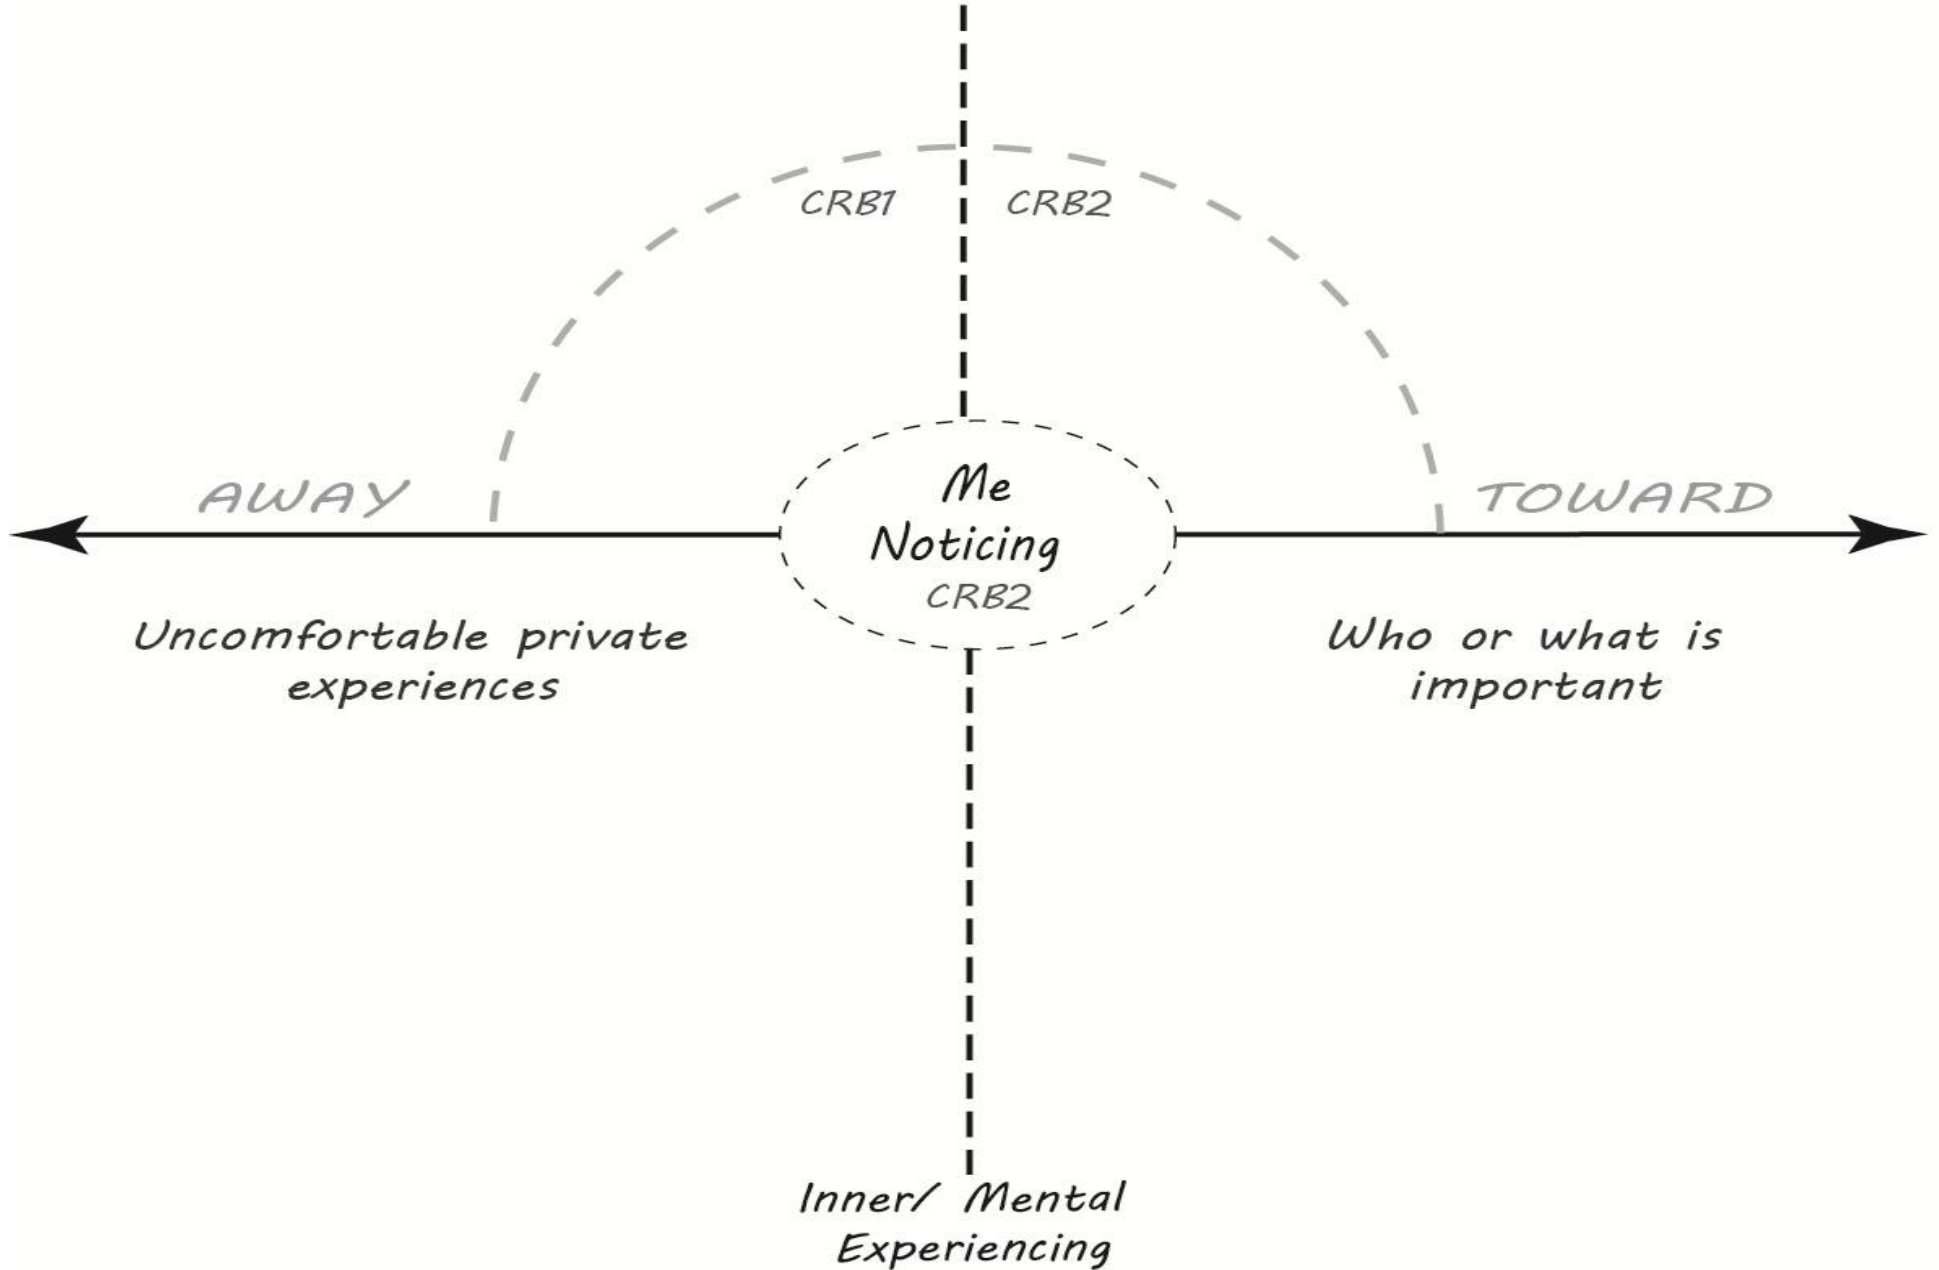 CRB1 CRB2
AWAY
TOWARD
Me
Noticing
CRB2
Uncomfortable private
experiences
Who or what is
important
Inner/ Mental
Experiencing